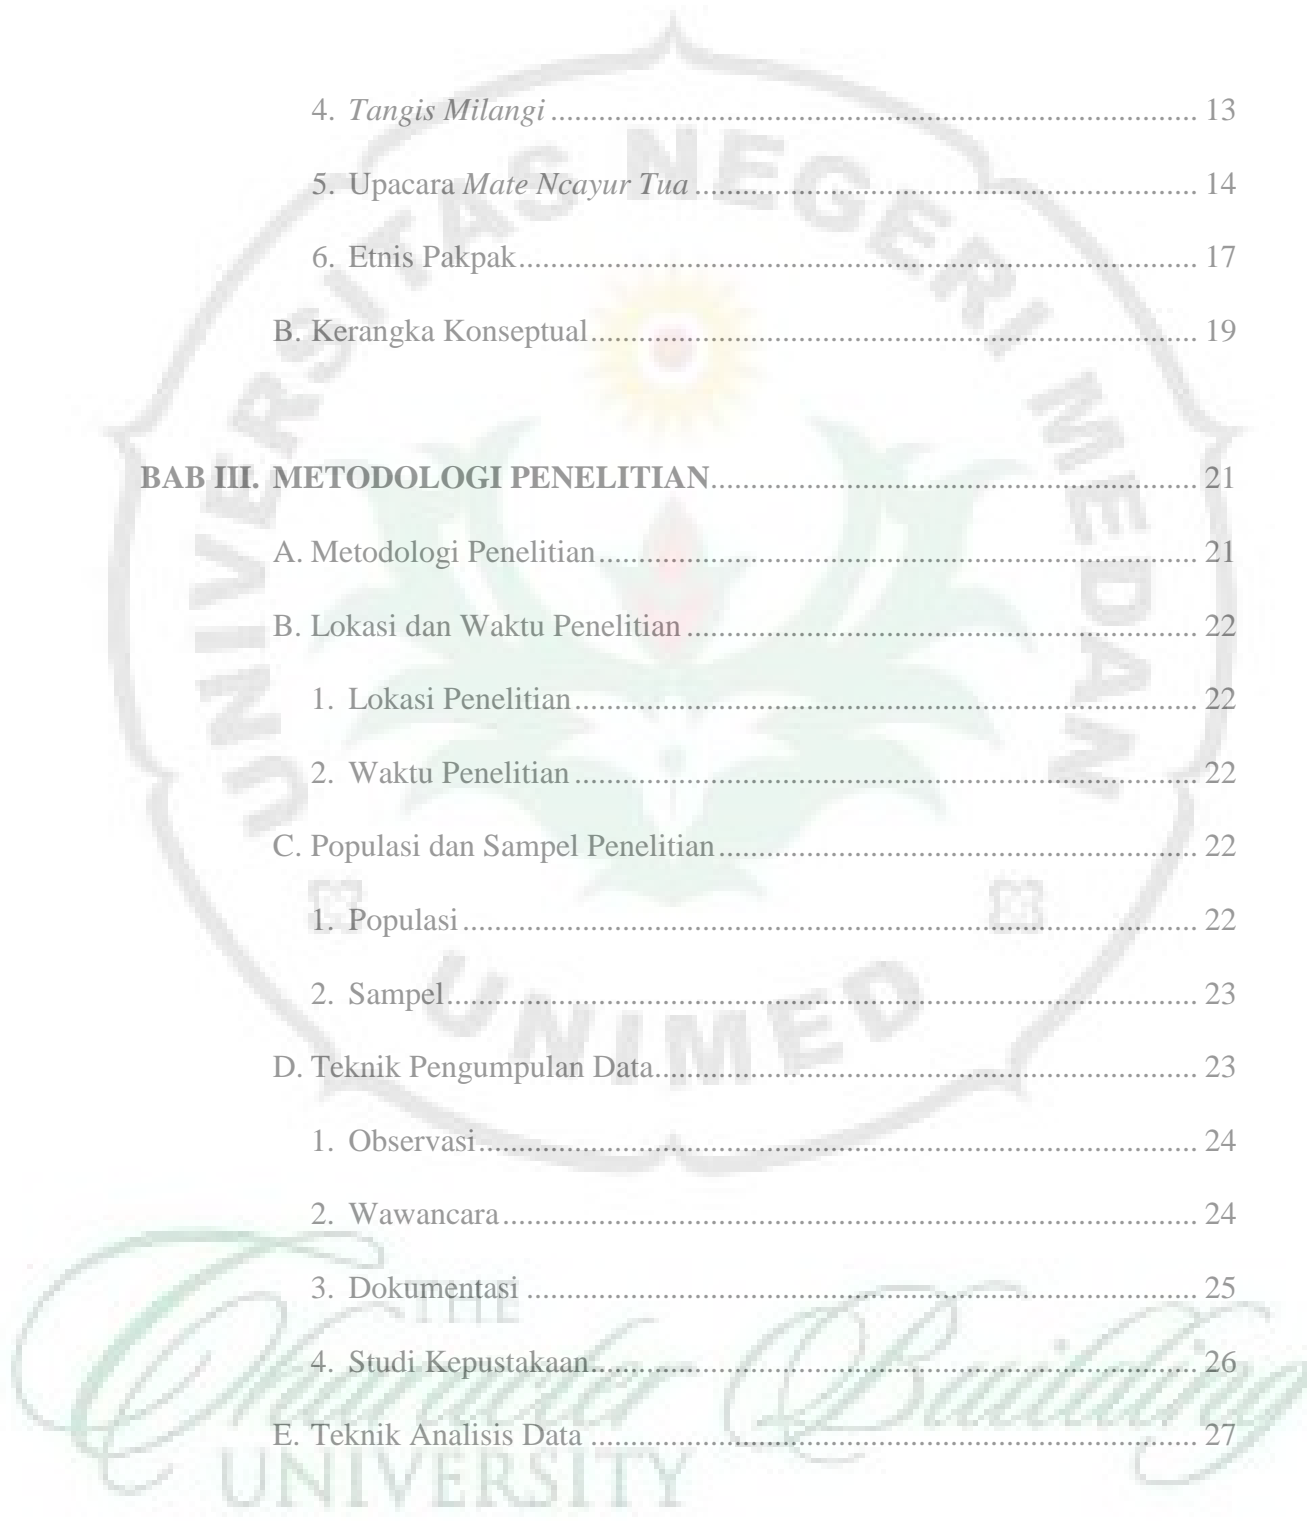 4. Tangis Milangi ........ 13
5. Upacara Mate Ncayur Tua ........ 14
6. Etnis Pakpak ........ 17
B. Kerangka Konseptual ........ 19
BAB III. METODOLOGI PENELITIAN ........ 21
A. Metodologi Penelitian ........ 21
B. Lokasi dan Waktu Penelitian ........ 22
1. Lokasi Penelitian ........ 22
2. Waktu Penelitian ........ 22
C. Populasi dan Sampel Penelitian ........ 22
1. Populasi ........ 22
2. Sampel ........ 23
D. Teknik Pengumpulan Data ........ 23
1. Observasi ........ 24
2. Wawancara ........ 24
3. Dokumentasi ........ 25
4. Studi Kepustakaan ........ 26
E. Teknik Analisis Data ........ 27
UNIVERSITAS NEGERI MEDAN
UNIMED
THE
Character Building
UNIVERSITY